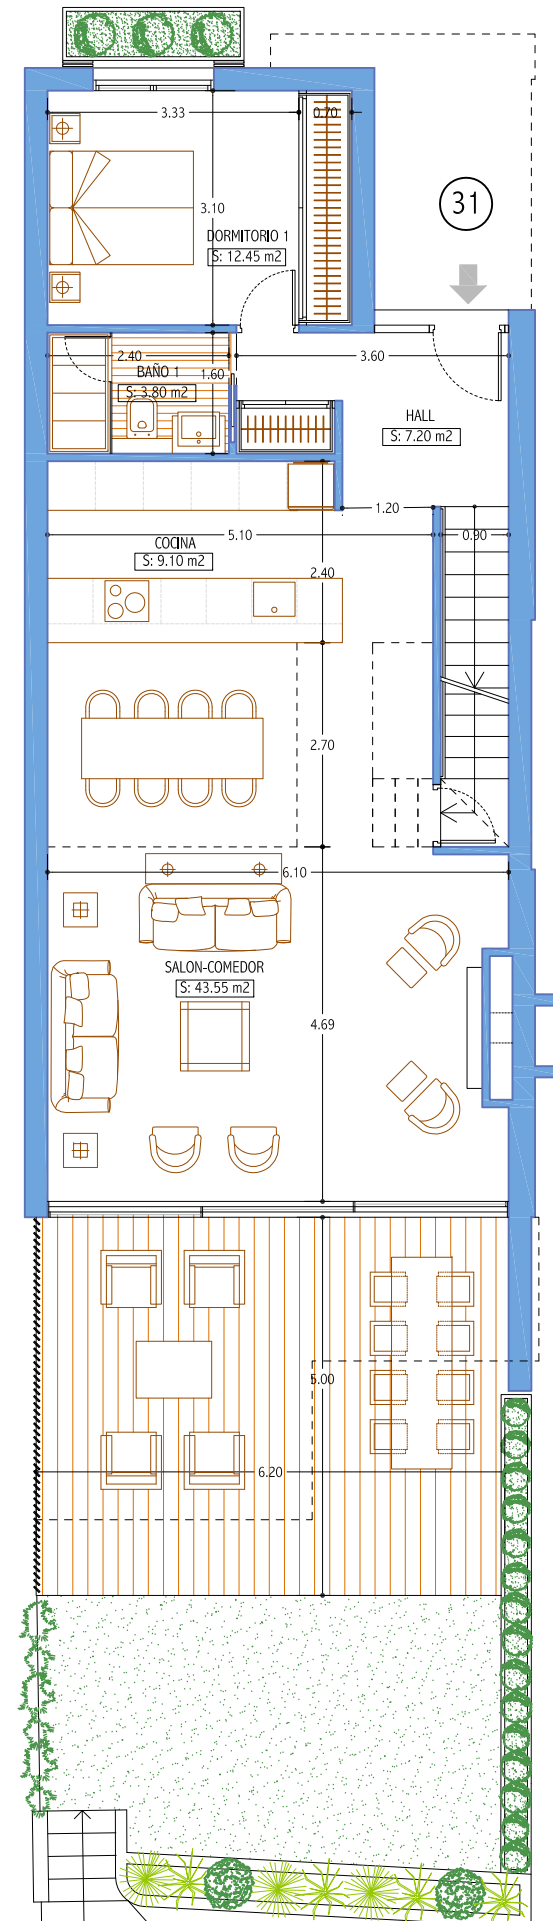 3.33
0.70
31
3.10
DORMITORIO 1
S: 12.45 m2
2.40
3.60
BAÑO 1
1.60
S: 3.80 m2
HALL
S: 7.20 m2
1.20
5.10
0.90
COCINA
S: 9.10 m2
2.40
2.70
6.10
SALON-COMEDOR
S: 43.55 m2
4.69
5.00
6.20